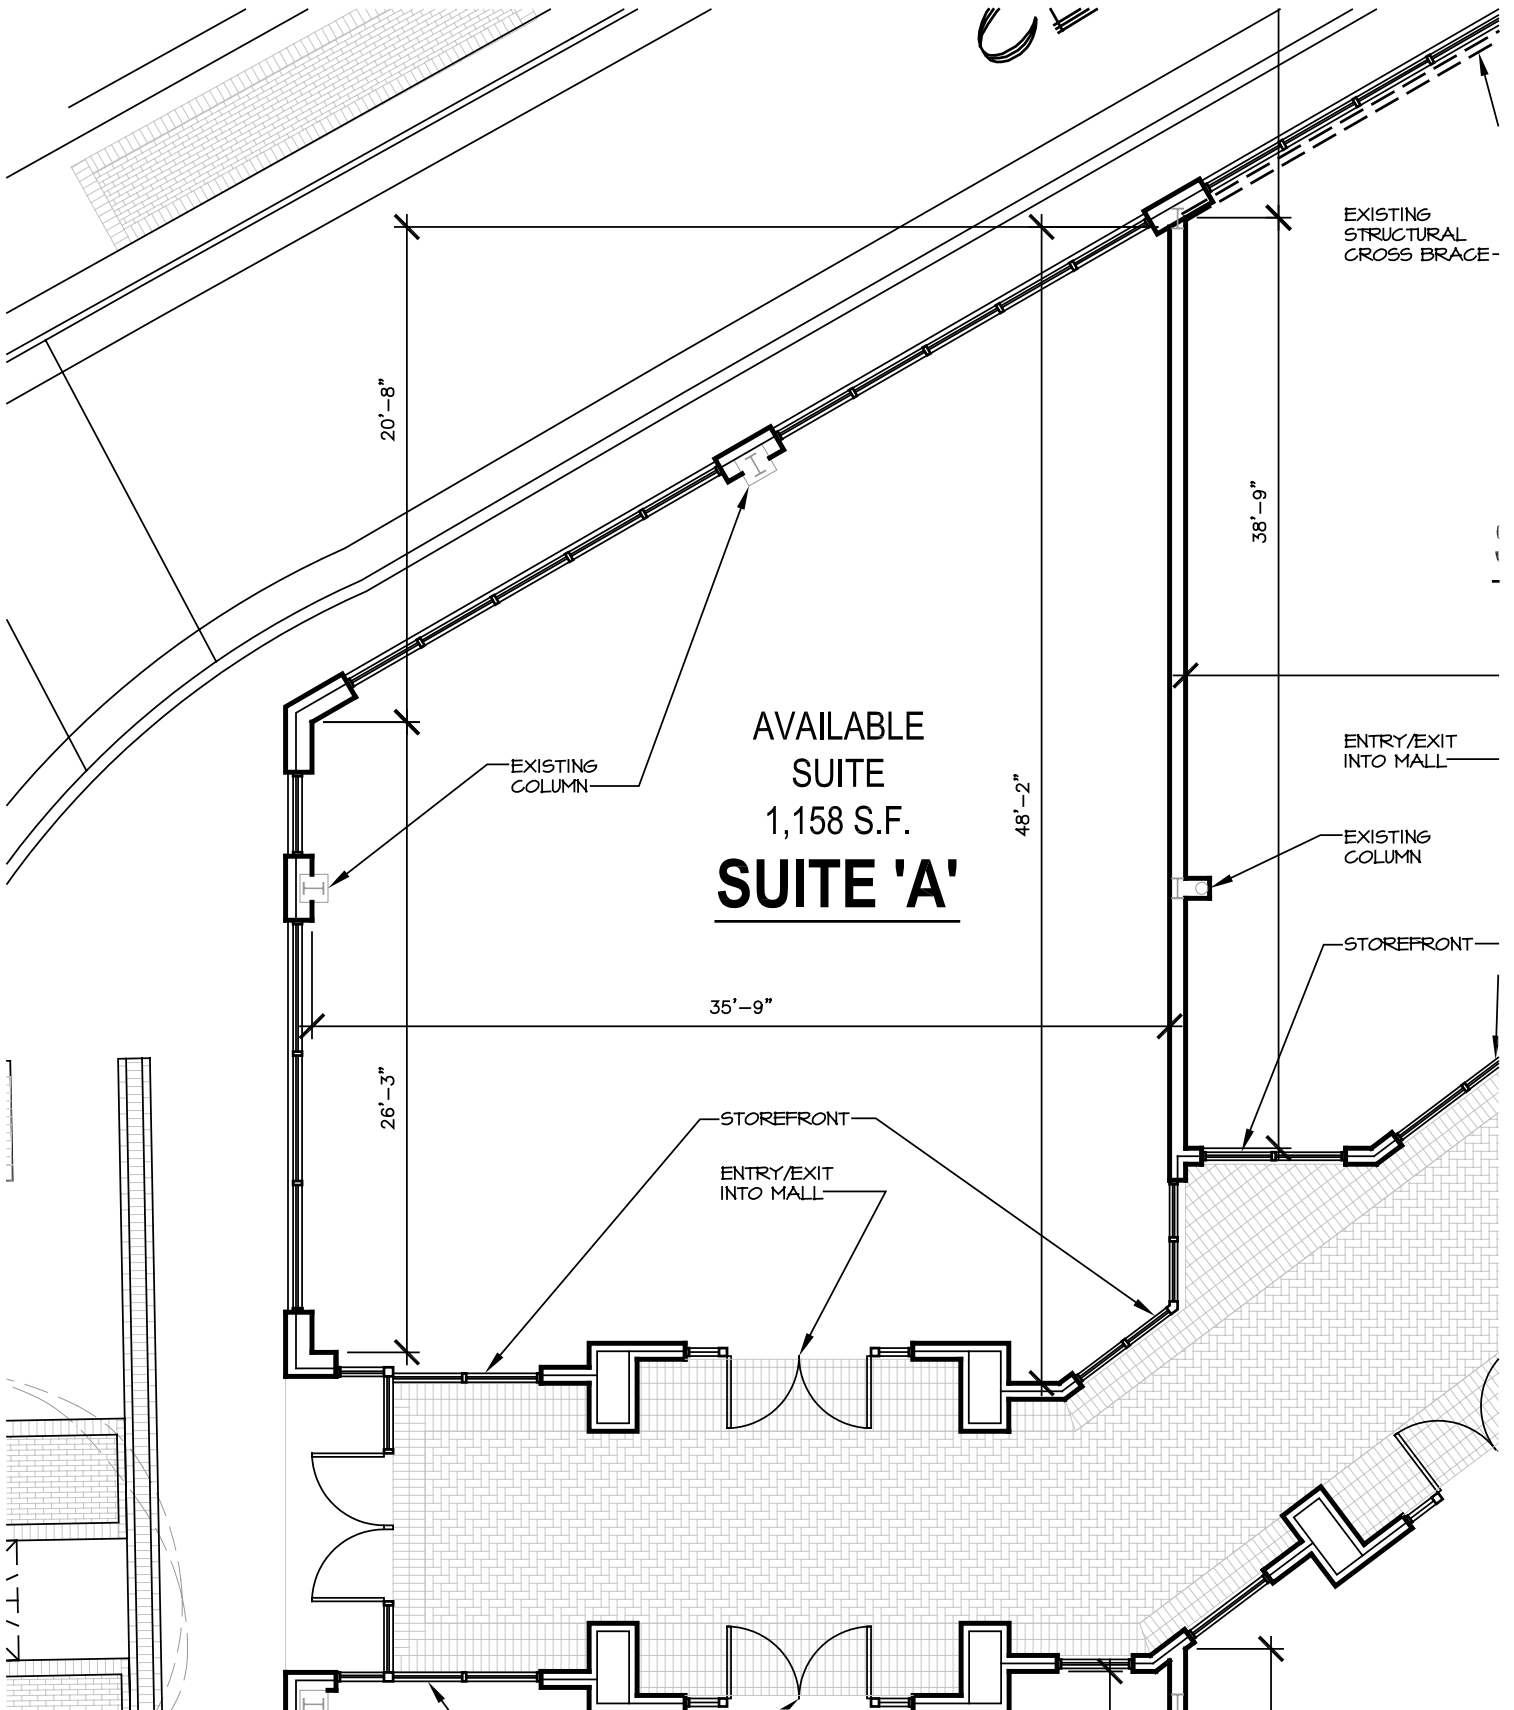 EXISTING
STRUCTURAL
CROSS BRACE
20'-8"
38'-9"
AVAILABLE
SUITE
1,158 S.F.
SUITE 'A'
EXISTING
COLUMN
48'-2"
ENTRY/EXIT
INTO MALL
EXISTING
COLUMN
STOREFRONT
35'-9"
26'-3"
STOREFRONT
ENTRY/EXIT
INTO MALL